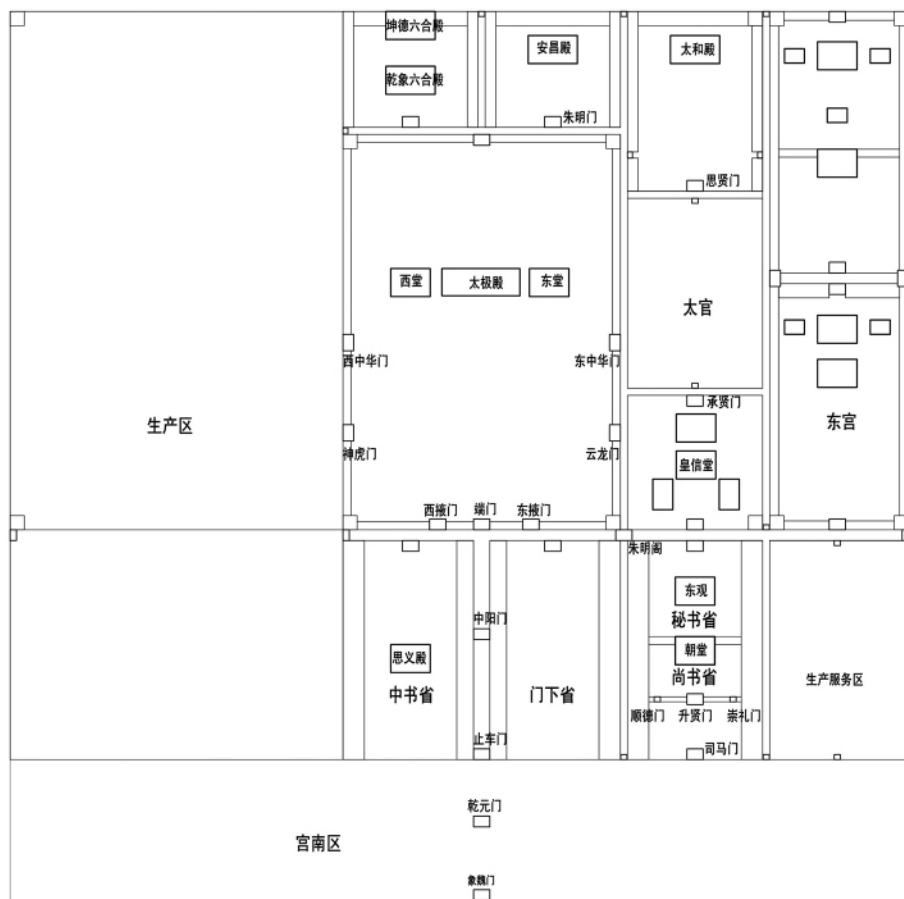 坤德六合殿
安昌殿
太和殿
乾象六合殿
朱明门
思贤门
西堂
太极殿
东堂
太官
西中华门
东中华门
承贤门
生产区
东宫
神虎门
云龙门
皇信堂
西掖门
端门
东掖门
朱明阁
东观
中阳门
秘书省
思义殿
朝堂
中书省
门下省
尚书省
生产服务区
顺德门
升贤门
崇礼门
止车门
司马门
乾元门
宫南区
象魏门